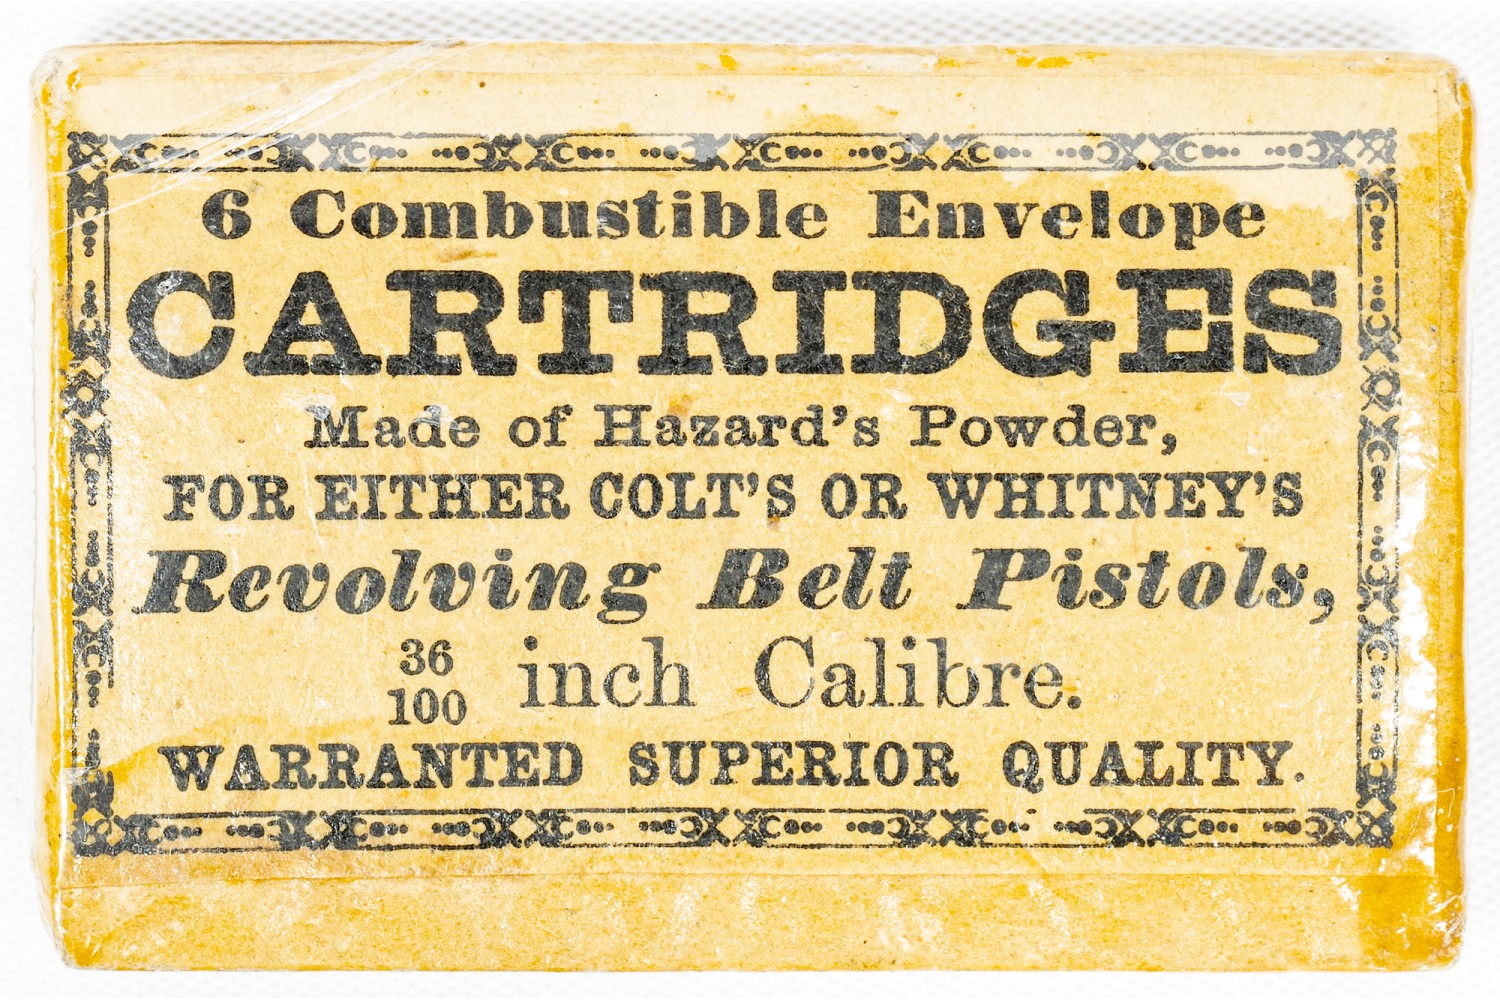 6 Combustible Envelope
CARTRIDGES
Made of Hazard's Powder,
FOR EITHER COLT'S OR WHITNEY'S
Revolving Belt Pistols,
36/100 inch Calibre.
WARRANTED SUPERIOR QUALITY.